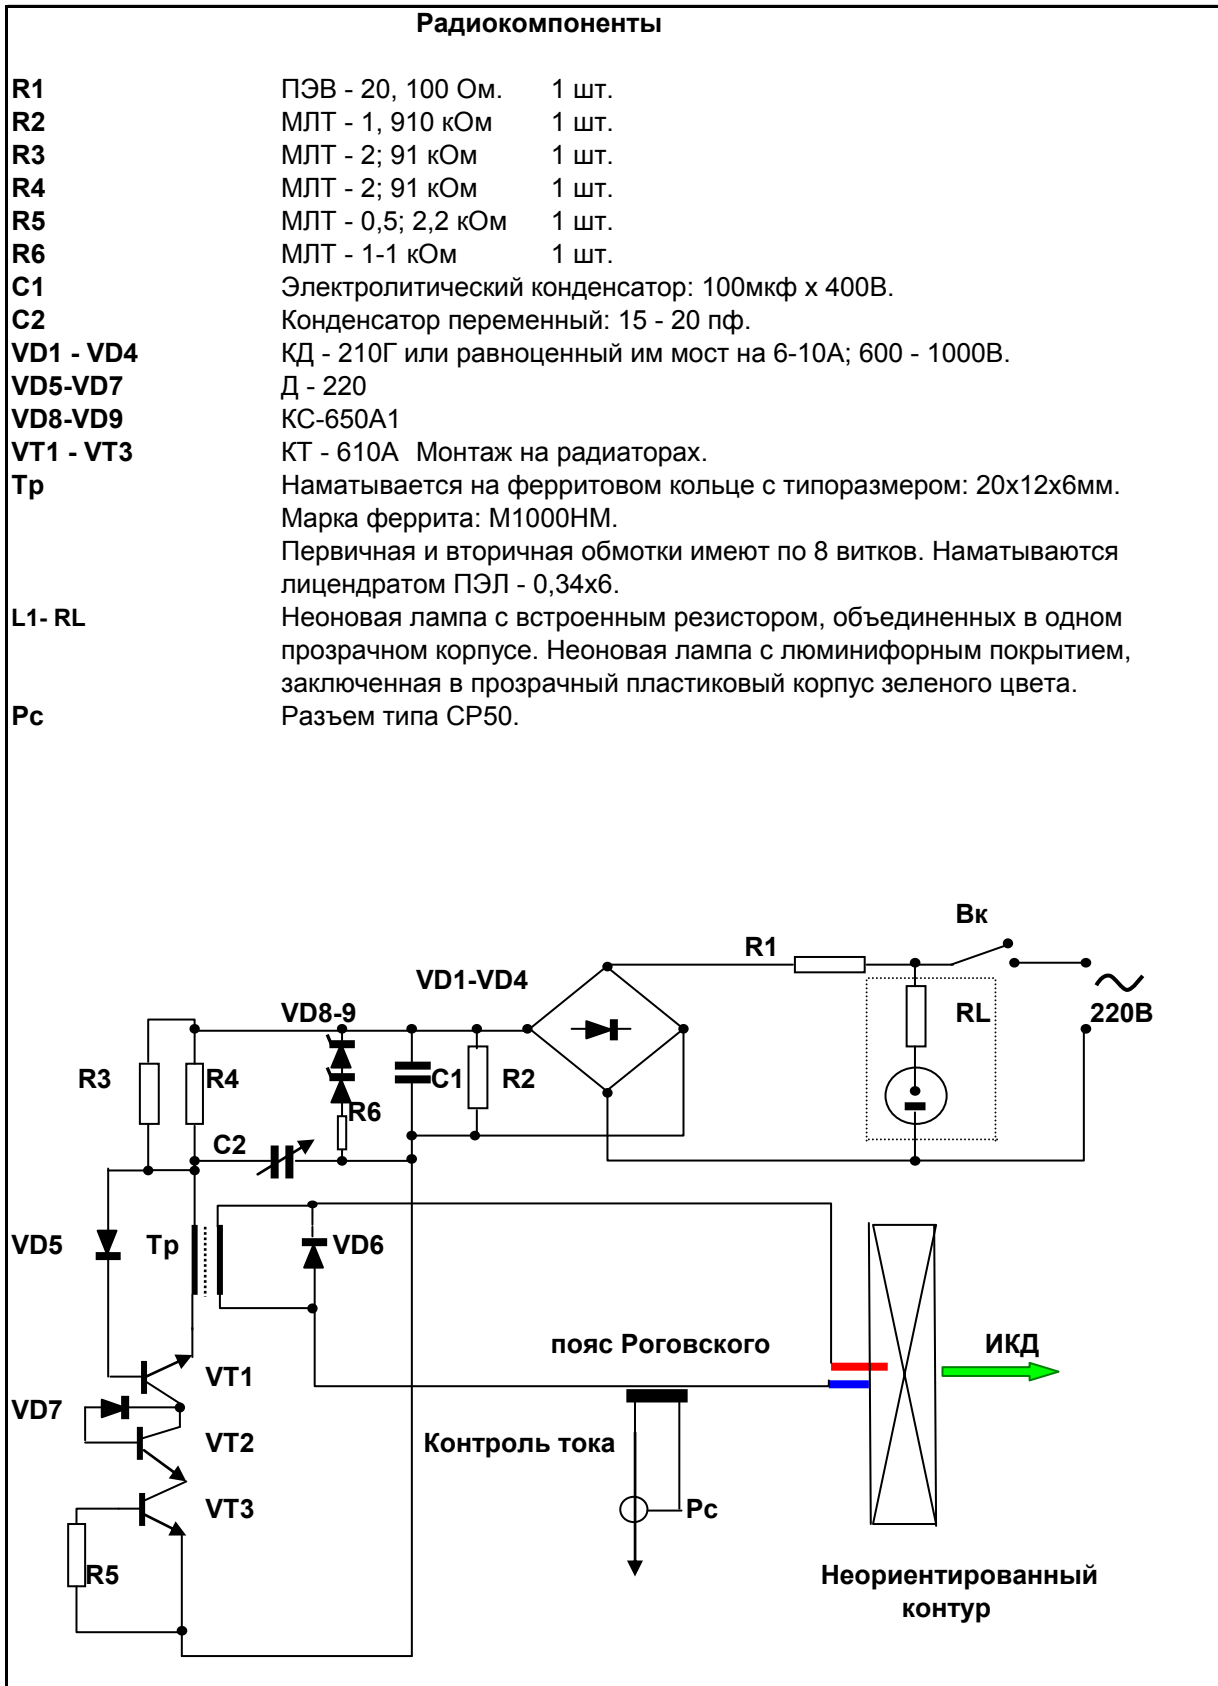 Радиокомпоненты
R1 ПЭВ - 20, 100 Ом. 1 шт.
R2 МЛТ - 1, 910 кОм 1 шт.
R3 МЛТ - 2; 91 кОм 1 шт.
R4 МЛТ - 2; 91 кОм 1 шт.
R5 МЛТ - 0,5; 2,2 кОм 1 шт.
R6 МЛТ - 1-1 кОм 1 шт.
C1 Электролитический конденсатор: 100мкф х 400В.
C2 Конденсатор переменный: 15 - 20 пф.
VD1 - VD4 КД - 210Г или равноценный им мост на 6-10А; 600 - 1000В.
VD5-VD7 Д - 220
VD8-VD9 КС-650А1
VT1 - VT3 КТ - 610А Монтаж на радиаторах.
Тр Наматывается на ферритовом кольце с типоразмером: 20х12х6мм.
Марка феррита: М1000НМ.
Первичная и вторичная обмотки имеют по 8 витков. Наматываются
лицендратом ПЭЛ - 0,34х6.
L1- RL Неоновая лампа с встроенным резистором, объединенных в одном
прозрачном корпусе. Неоновая лампа с люминифорным покрытием,
заключенная в прозрачный пластиковый корпус зеленого цвета.
Рс Разъем типа СР50.
Вк
R1
VD1-VD4
VD8-9
RL
220В
R3
R4
C1
R2
R6
C2
VD5
Тр
VD6
пояс Роговского
ИКД
VT1
VD7
VT2
Контроль тока
VT3
Рс
R5
Неориентированный
контур